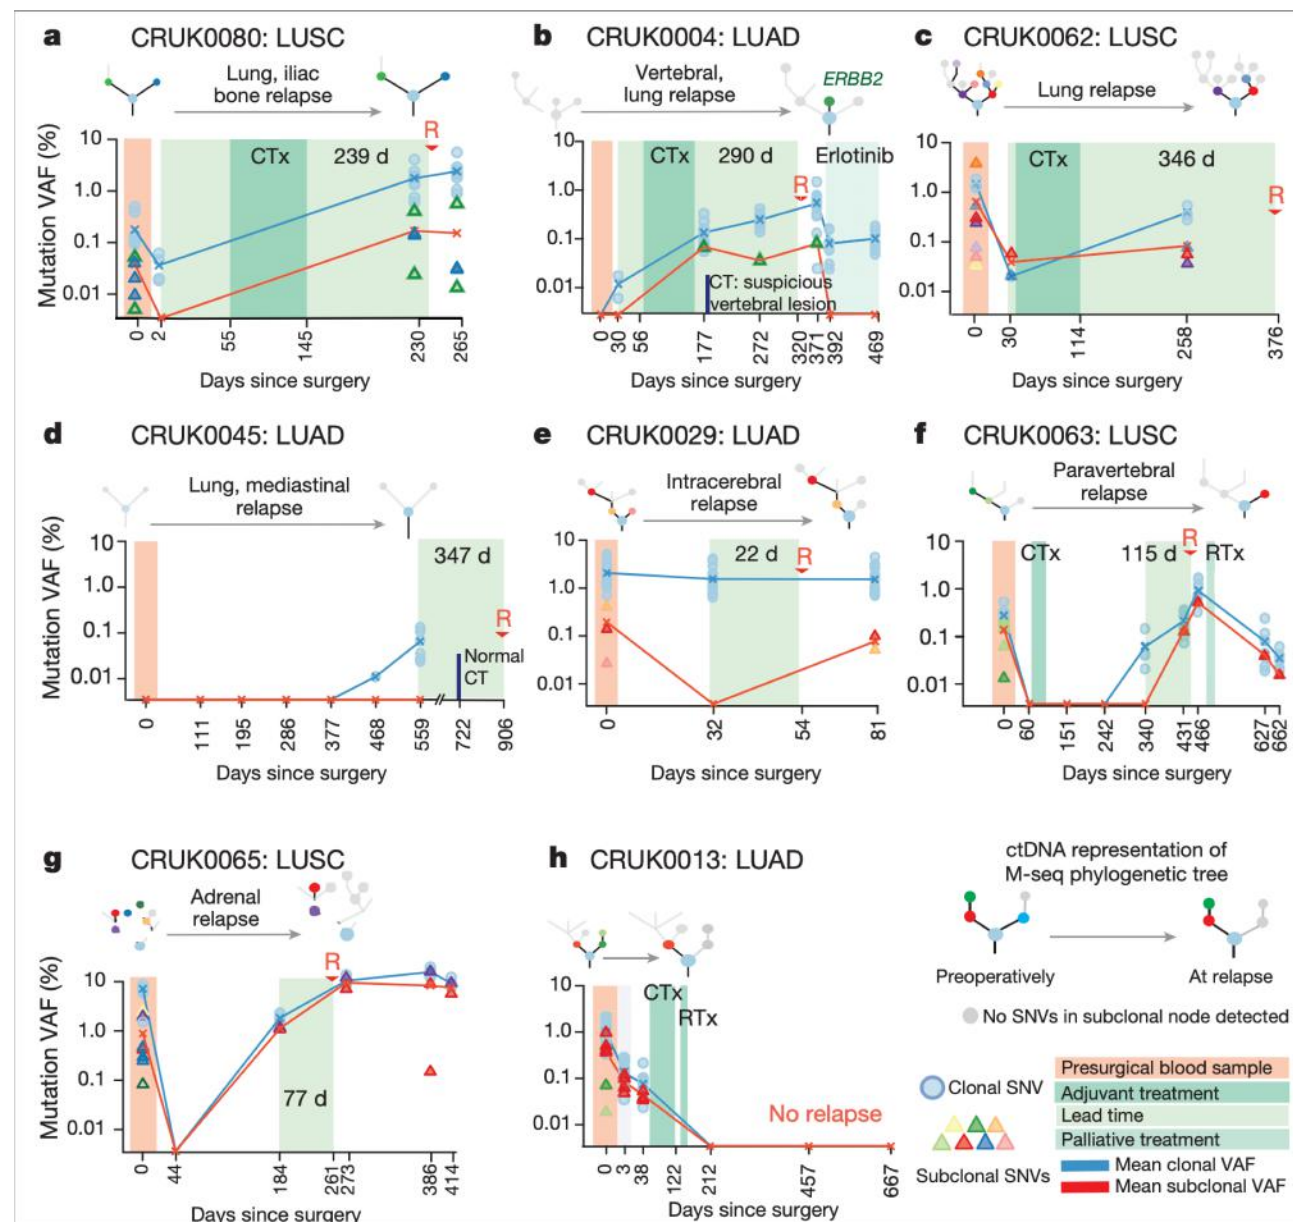 a CRUK0080: LUSC
Lung, iliac
bone relapse
Mutation VAF (%)
10
1.0
0.1
0.01
CTx
239 d
R
0 2 55 145 230 265
Days since surgery
b CRUK0004: LUAD
Vertebral,
lung relapse
ERBB2
10
1.0
0.1
0.01
CTx
290 d
Erlotinib
R
CT: suspicious
vertebral lesion
0 30 56 177 272 320 371 392 469
Days since surgery
c CRUK0062: LUSC
Lung relapse
10
1.0
0.1
0.01
CTx
346 d
R
0 30 114 258 376
Days since surgery
d CRUK0045: LUAD
Lung, mediastinal
relapse
Mutation VAF (%)
10
1.0
0.1
0.01
347 d
R
Normal
CT
0 111 195 286 377 468 559 722 906
Days since surgery
e CRUK0029: LUAD
Intracerebral
relapse
10
1.0
0.1
0.01
22 d
R
0 32 54 81
Days since surgery
f CRUK0063: LUSC
Paravertebral
relapse
10
1.0
0.1
0.01
CTx
115 d
R
RTx
0 60 151 242 340 431 466 627 662
Days since surgery
g CRUK0065: LUSC
Adrenal
relapse
Mutation VAF (%)
10
1.0
0.1
0.01
R
77 d
0 44 184 261 273 386 414
Days since surgery
h CRUK0013: LUAD
10
1.0
0.1
0.01
CTx
RTx
No relapse
0 3 38 122 212 457 667
Days since surgery
ctDNA representation of
M-seq phylogenetic tree
Preoperatively
At relapse
No SNVs in subclonal node detected
Clonal SNV
Subclonal SNVs
Presurgical blood sample
Adjuvant treatment
Lead time
Palliative treatment
Mean clonal VAF
Mean subclonal VAF